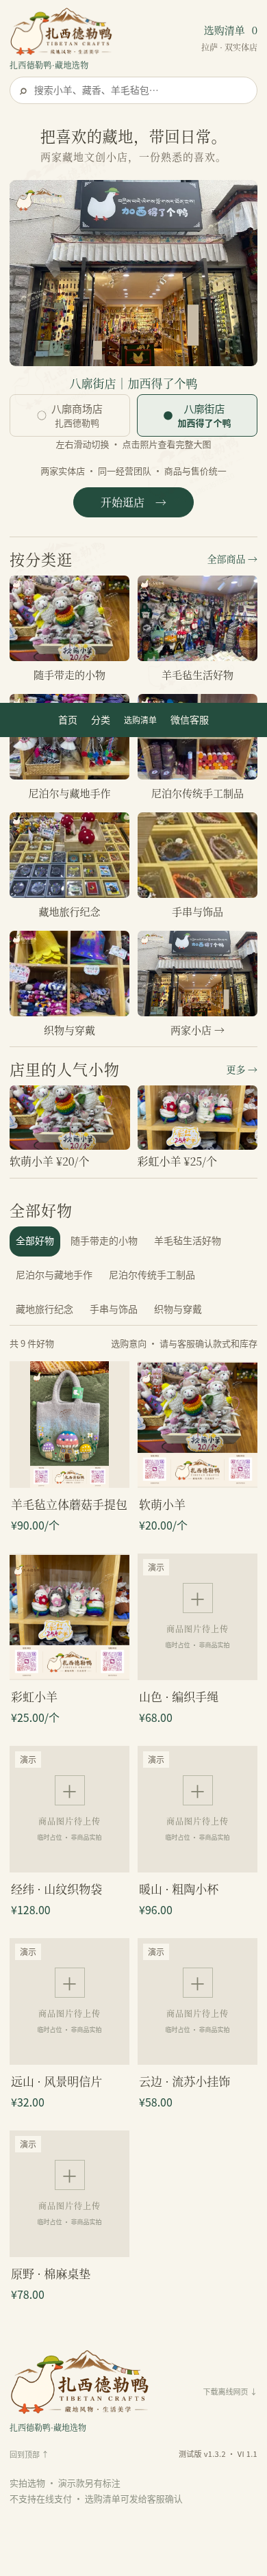 扎西德勒鸭
TIBETAN CRAFTS
藏地风物·生活美学
扎西德勒鸭·藏地选物
选购清单 0
拉萨 · 双实体店
搜索小羊、藏香、羊毛毡包…
把喜欢的藏地，带回日常。
两家藏地文创小店，一份熟悉的喜欢。
加西得了个鸭
八廓街店｜加西得了个鸭
八廓商场店
扎西德勒鸭
八廓街店
加西得了个鸭
左右滑动切换 · 点击照片查看完整大图
两家实体店 · 同一经营团队 · 商品与售价统一
开始逛店 →
按分类逛
全部商品 →
随手带走的小物
羊毛毡生活好物
首页 分类 选购清单 微信客服
尼泊尔与藏地手作
尼泊尔传统手工制品
藏地旅行纪念
手串与饰品
织物与穿戴
两家小店 →
店里的人气小物
更多 →
软萌小羊 ¥20/个
彩虹小羊 ¥25/个
全部好物
全部好物 随手带走的小物 羊毛毡生活好物
尼泊尔与藏地手作 尼泊尔传统手工制品
藏地旅行纪念 手串与饰品 织物与穿戴
共 9 件好物
选购意向 · 请与客服确认款式和库存
羊毛毡立体蘑菇手提包
¥90.00/个
软萌小羊
¥20.00/个
彩虹小羊
¥25.00/个
演示
商品图片待上传
临时占位 · 非商品实拍
山色 · 编织手绳
¥68.00
演示
商品图片待上传
临时占位 · 非商品实拍
经纬 · 山纹织物袋
¥128.00
演示
商品图片待上传
临时占位 · 非商品实拍
暖山 · 粗陶小杯
¥96.00
演示
商品图片待上传
临时占位 · 非商品实拍
远山 · 风景明信片
¥32.00
演示
商品图片待上传
临时占位 · 非商品实拍
云边 · 流苏小挂饰
¥58.00
演示
商品图片待上传
临时占位 · 非商品实拍
原野 · 棉麻桌垫
¥78.00
扎西德勒鸭
TIBETAN CRAFTS
藏地风物·生活美学
扎西德勒鸭·藏地选物
下载离线网页 ↓
回到顶部 ↑
测试版 v1.3.2 · VI 1.1
实拍选物 · 演示款另有标注
不支持在线支付 · 选购清单可发给客服确认